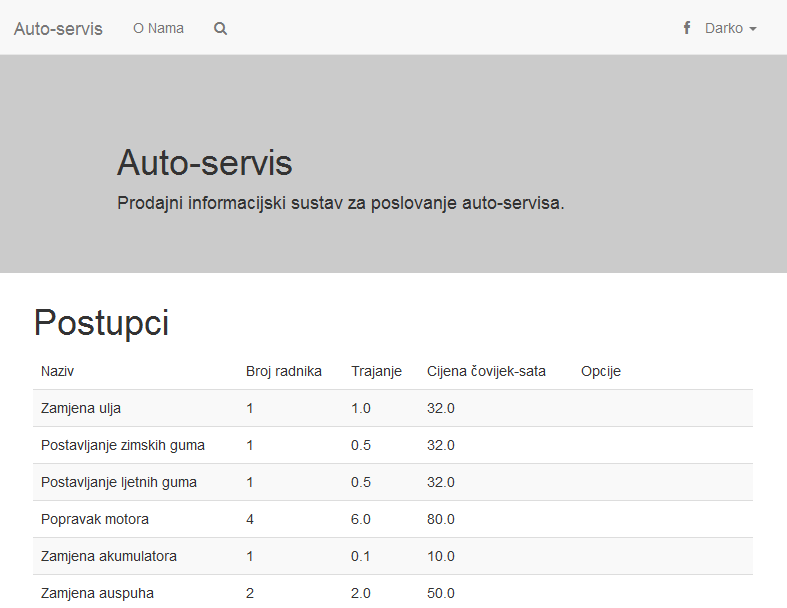 Auto-servis O Nama Darko
Auto-servis
Prodajni informacijski sustav za poslovanje auto-servisa.
Postupci
Naziv Broj radnika Trajanje Cijena čovijek-sata Opcije
Zamjena ulja 1 1.0 32.0
Postavljanje zimskih guma 1 0.5 32.0
Postavljanje ljetnih guma 1 0.5 32.0
Popravak motora 4 6.0 80.0
Zamjena akumulatora 1 0.1 10.0
Zamjena auspuha 2 2.0 50.0